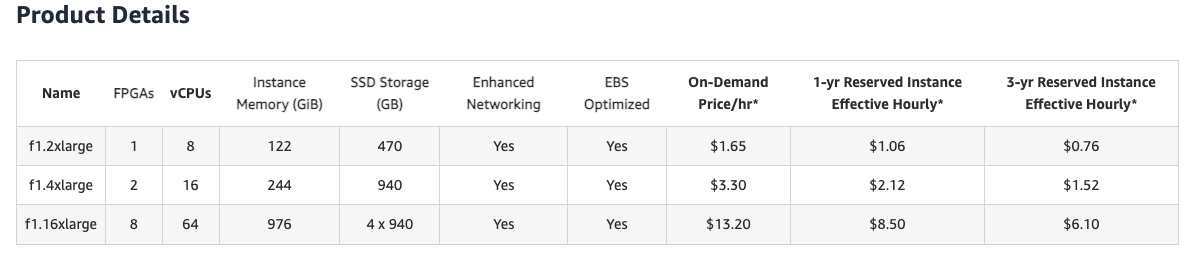 Product Details
Name FPGAs vCPUs Instance Memory (GiB) SSD Storage (GB) Enhanced Networking EBS Optimized On-Demand Price/hr* 1-yr Reserved Instance Effective Hourly* 3-yr Reserved Instance Effective Hourly*
f1.2xlarge 1 8 122 470 Yes Yes $1.65 $1.06 $0.76
f1.4xlarge 2 16 244 940 Yes Yes $3.30 $2.12 $1.52
f1.16xlarge 8 64 976 4 x 940 Yes Yes $13.20 $8.50 $6.10